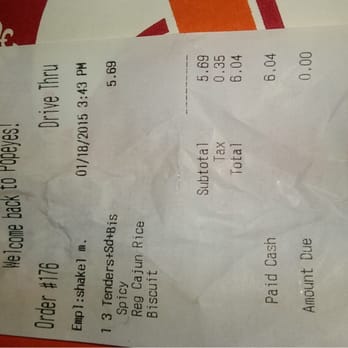 Welcome back to Popeyes!
Order #176 Drive Thru
Empl:shakel m. 01/18/2015 3:43 PM
1 3 Tenders+Sd+Bis 5.69
Spicy
Reg Cajun Rice
Biscuit
Subtotal 5.69
Tax 0.35
Total 6.04
Paid Cash 6.04
Amount Due 0.00